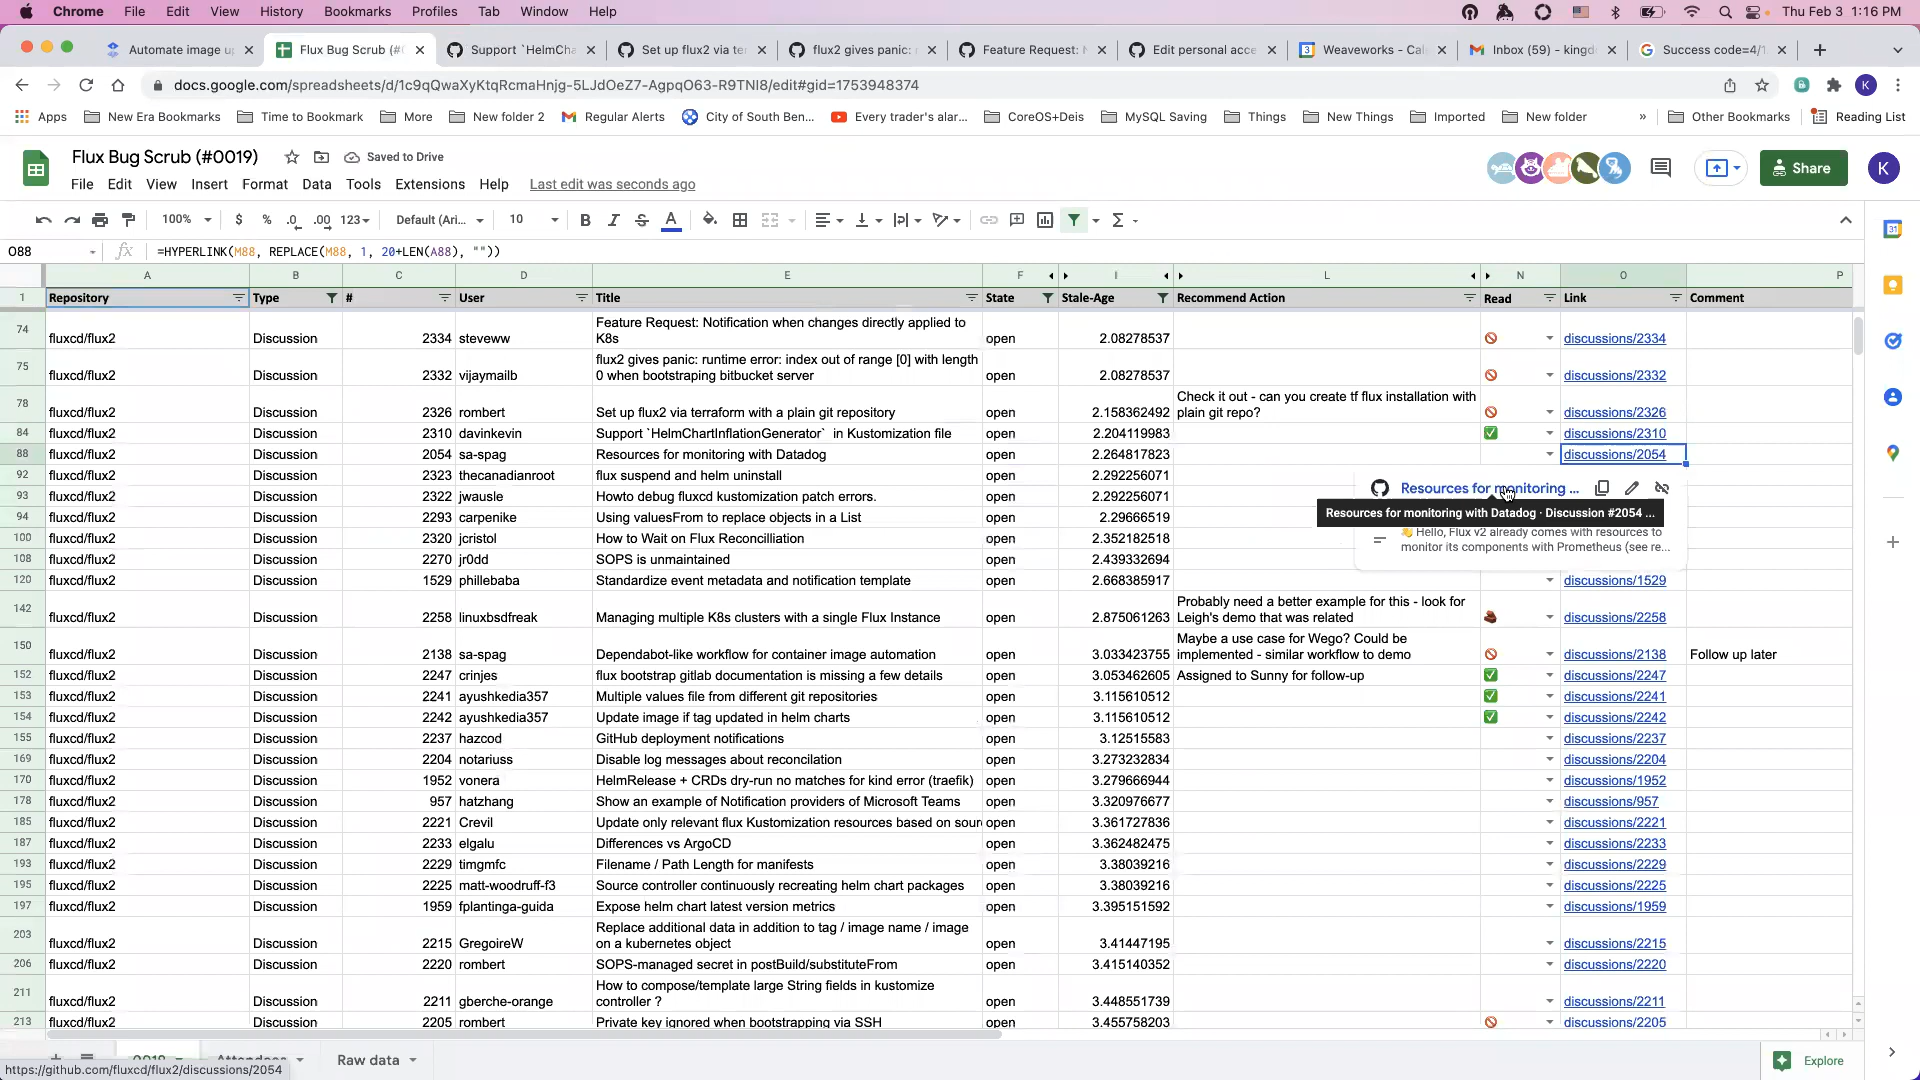 Chrome File Edit View History Bookmarks Profiles Tab Window Help Thu Feb 3 1:16 PM
Automate image u Flux Bug Scrub (#0 Support `HelmCha Set up flux2 via te flux2 gives panic: Feature Request: N Edit personal acce Weaveworks - Cal Inbox (59) - kingd Success code=4/1
docs.google.com/spreadsheets/d/1c9qQwaXyKtqRcmaHnjg-5LJdOeZ7-AgpqO63-R9TNI8/edit#gid=1753948374
Apps New Era Bookmarks Time to Bookmark More New folder 2 Regular Alerts City of South Ben... Every trader's alar... CoreOS+Deis MySQL Saving Things New Things Imported New folder » Other Bookmarks Reading List
Flux Bug Scrub (#0019) Saved to Drive
File Edit View Insert Format Data Tools Extensions Help Last edit was seconds ago Share K
100% $ % .0 .00 123 Default (Ari... 10 B I S A
O88 fx =HYPERLINK(M88, REPLACE(M88, 1, 20+LEN(A88), ""))
A B C D E F I L N O P
1 Repository Type # User Title State Stale-Age Recommend Action Read Link Comment
74 fluxcd/flux2 Discussion 2334 steveww Feature Request: Notification when changes directly applied to
K8s open 2.08278537 discussions/2334
75 fluxcd/flux2 Discussion 2332 vijaymailb flux2 gives panic: runtime error: index out of range [0] with length
0 when bootstraping bitbucket server open 2.08278537 discussions/2332
78 fluxcd/flux2 Discussion 2326 rombert Set up flux2 via terraform with a plain git repository open 2.158362492 Check it out - can you create tf flux installation with
plain git repo? discussions/2326
84 fluxcd/flux2 Discussion 2310 davinkevin Support `HelmChartInflationGenerator` in Kustomization file open 2.204119983 discussions/2310
88 fluxcd/flux2 Discussion 2054 sa-spag Resources for monitoring with Datadog open 2.264817823 discussions/2054
92 fluxcd/flux2 Discussion 2323 thecanadianroot flux suspend and helm uninstall open 2.292256071
93 fluxcd/flux2 Discussion 2322 jwausle Howto debug fluxcd kustomization patch errors. open 2.292256071
Resources for monitoring ...
94 fluxcd/flux2 Discussion 2293 carpenike Using valuesFrom to replace objects in a List open 2.29666519
Resources for monitoring with Datadog · Discussion #2054 ...
100 fluxcd/flux2 Discussion 2320 jcristol How to Wait on Flux Reconcilliation open 2.352182518
Hello, Flux v2 already comes with resources to
monitor its components with Prometheus (see re...
108 fluxcd/flux2 Discussion 2270 jr0dd SOPS is unmaintained open 2.439332694
120 fluxcd/flux2 Discussion 1529 phillebaba Standardize event metadata and notification template open 2.668385917 discussions/1529
142 fluxcd/flux2 Discussion 2258 linuxbsdfreak Managing multiple K8s clusters with a single Flux Instance open 2.875061263 Probably need a better example for this - look for
Leigh's demo that was related discussions/2258
150 fluxcd/flux2 Discussion 2138 sa-spag Dependabot-like workflow for container image automation open 3.033423755 Maybe a use case for Wego? Could be
implemented - similar workflow to demo discussions/2138 Follow up later
152 fluxcd/flux2 Discussion 2247 crinjes flux bootstrap gitlab documentation is missing a few details open 3.053462605 Assigned to Sunny for follow-up discussions/2247
153 fluxcd/flux2 Discussion 2241 ayushkedia357 Multiple values file from different git repositories open 3.115610512 discussions/2241
154 fluxcd/flux2 Discussion 2242 ayushkedia357 Update image if tag updated in helm charts open 3.115610512 discussions/2242
155 fluxcd/flux2 Discussion 2237 hazcod GitHub deployment notifications open 3.12515583 discussions/2237
169 fluxcd/flux2 Discussion 2204 notariuss Disable log messages about reconcilation open 3.273232834 discussions/2204
170 fluxcd/flux2 Discussion 1952 vonera HelmRelease + CRDs dry-run no matches for kind error (traefik) open 3.279666944 discussions/1952
178 fluxcd/flux2 Discussion 957 hatzhang Show an example of Notification providers of Microsoft Teams open 3.320976677 discussions/957
185 fluxcd/flux2 Discussion 2221 Crevil Update only relevant flux Kustomization resources based on sour open 3.361727836 discussions/2221
187 fluxcd/flux2 Discussion 2233 elgalu Differences vs ArgoCD open 3.362482475 discussions/2233
193 fluxcd/flux2 Discussion 2229 timgmfc Filename / Path Length for manifests open 3.38039216 discussions/2229
195 fluxcd/flux2 Discussion 2225 matt-woodruff-f3 Source controller continuously recreating helm chart packages open 3.38039216 discussions/2225
197 fluxcd/flux2 Discussion 1959 fplantinga-guida Expose helm chart latest version metrics open 3.395151592 discussions/1959
203 fluxcd/flux2 Discussion 2215 GregoireW Replace additional data in addition to tag / image name / image
on a kubernetes object open 3.41447195 discussions/2215
206 fluxcd/flux2 Discussion 2220 rombert SOPS-managed secret in postBuild/substituteFrom open 3.415140352 discussions/2220
211 fluxcd/flux2 Discussion 2211 gberche-orange How to compose/template large String fields in kustomize
controller ? open 3.448551739 discussions/2211
213 fluxcd/flux2 Discussion 2205 rombert Private key ignored when bootstrapping via SSH open 3.455758203 discussions/2205
0019 Attendees Raw data Explore
https://github.com/fluxcd/flux2/discussions/2054